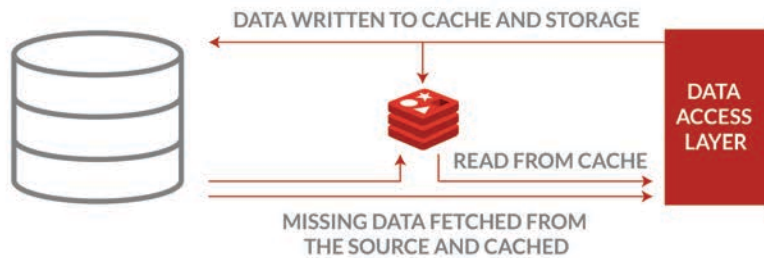 DATA WRITTEN TO CACHE AND STORAGE
DATA
ACCESS
LAYER
READ FROM CACHE
MISSING DATA FETCHED FROM
THE SOURCE AND CACHED